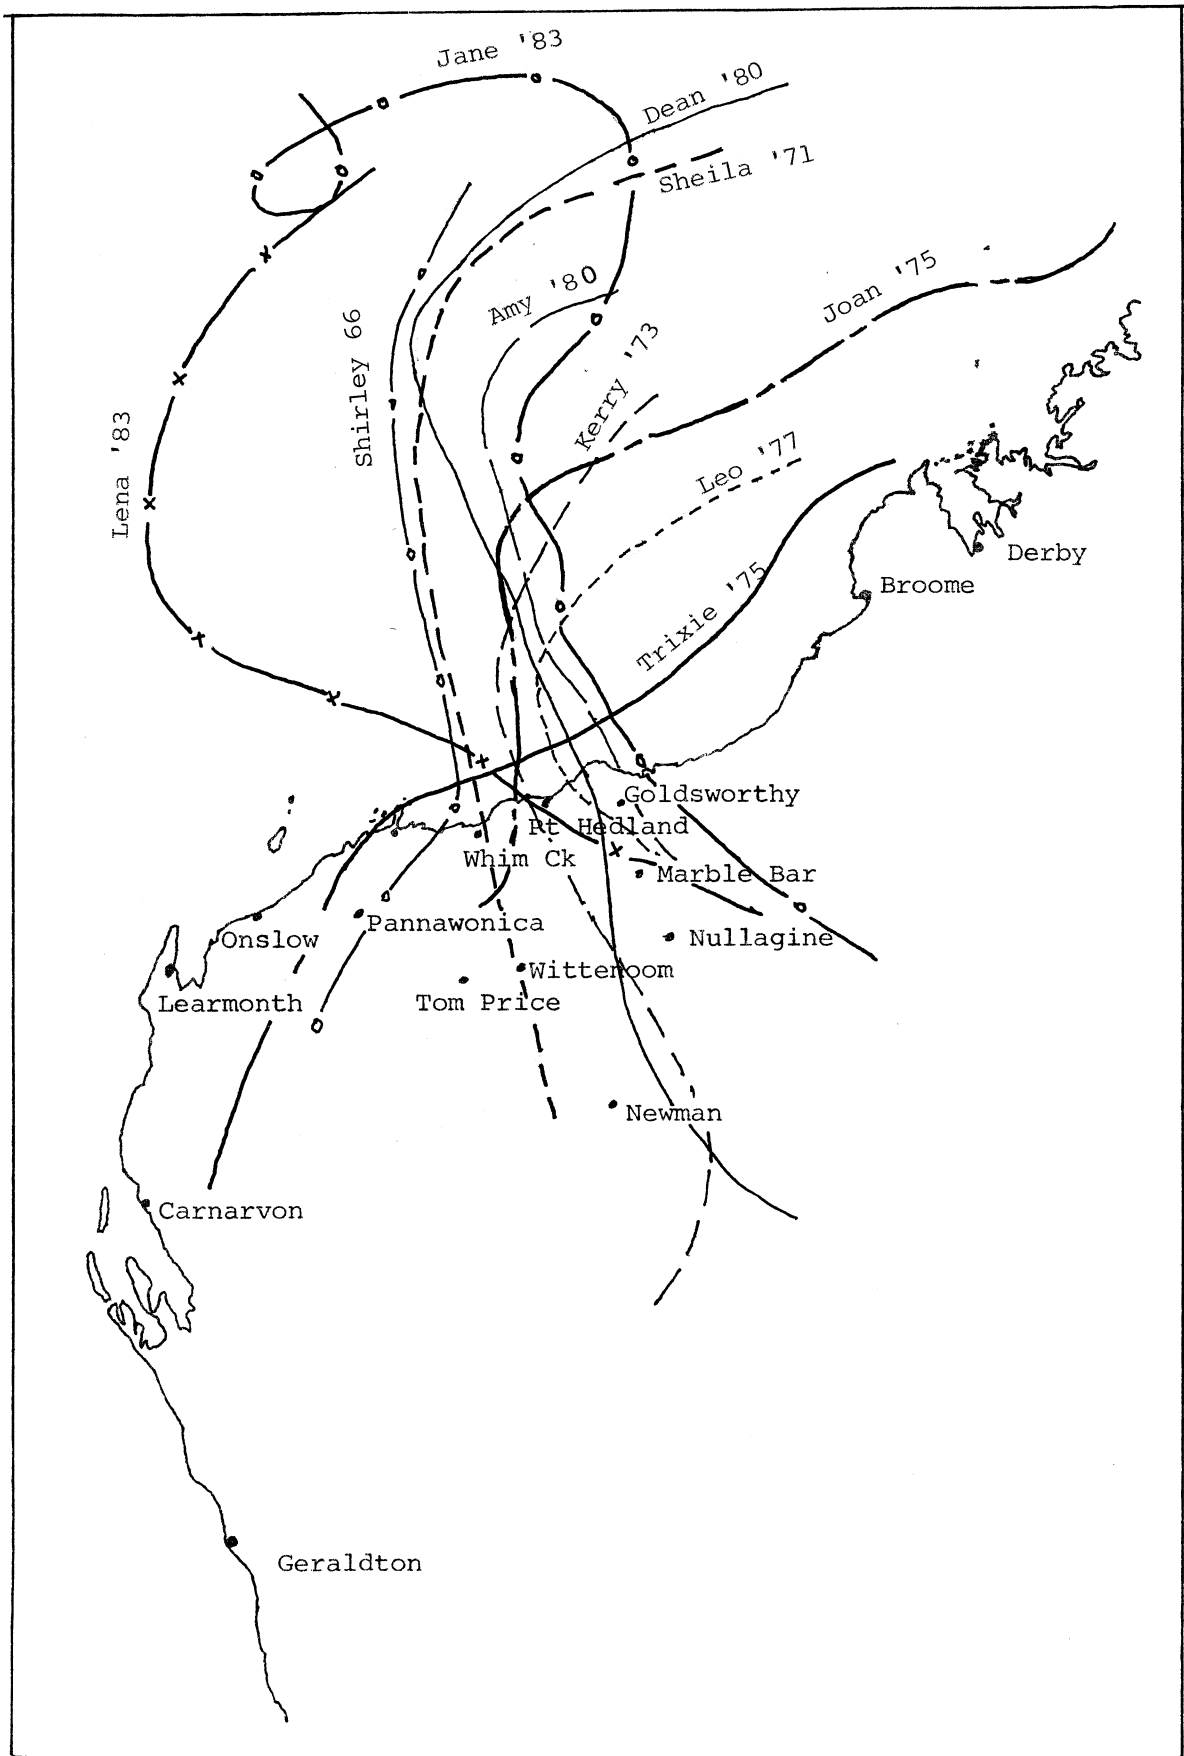 Jane '83
Dean '80
Sheila '71
Joan '75
Amy '80
Shirley 66
Kerry '73
Lena '83
Leo '77
Derby
Broome
Trixie '75
Goldsworthy
Pt Hedland
Whim Ck
Marble Bar
Pannawonica
Onslow
Nullagine
Wittenoom
Learmonth
Tom Price
Newman
Carnarvon
Geraldton